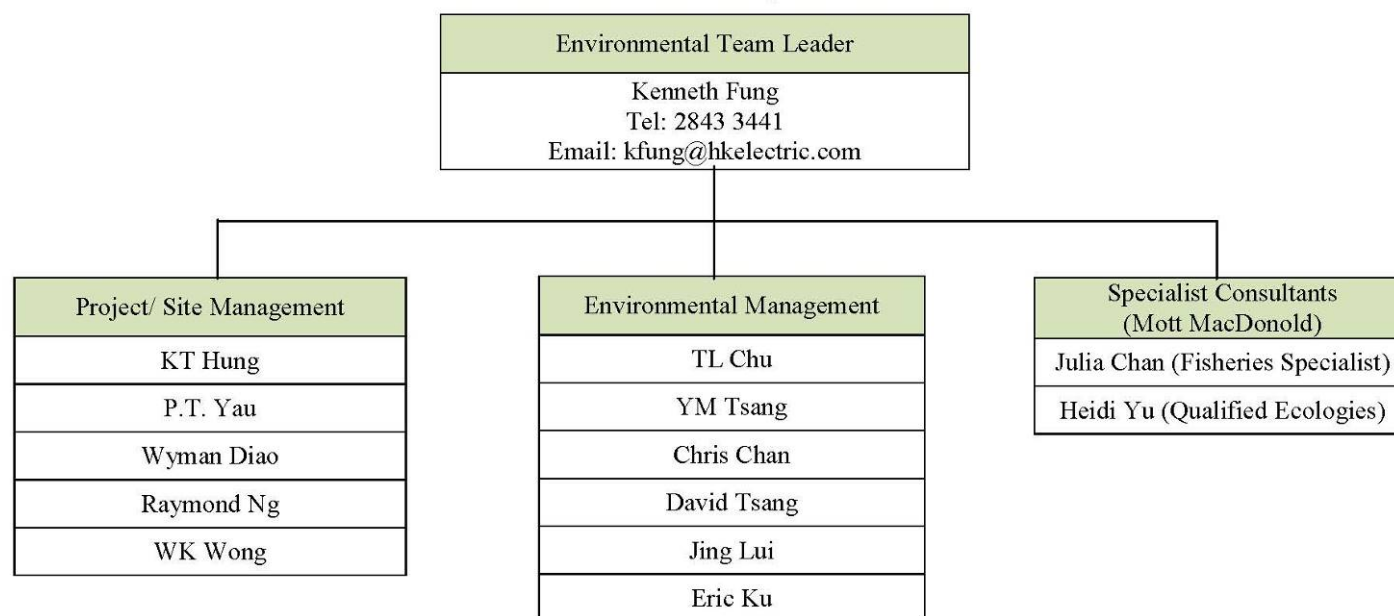 Environmental Team Leader
Kenneth Fung
Tel: 2843 3441
Email: kfung@hkelectric.com
Project/ Site Management
KT Hung
P.T. Yau
Wyman Diao
Raymond Ng
WK Wong
Environmental Management
TL Chu
YM Tsang
Chris Chan
David Tsang
Jing Lui
Eric Ku
Specialist Consultants
(Mott MacDonold)
Julia Chan (Fisheries Specialist)
Heidi Yu (Qualified Ecologies)